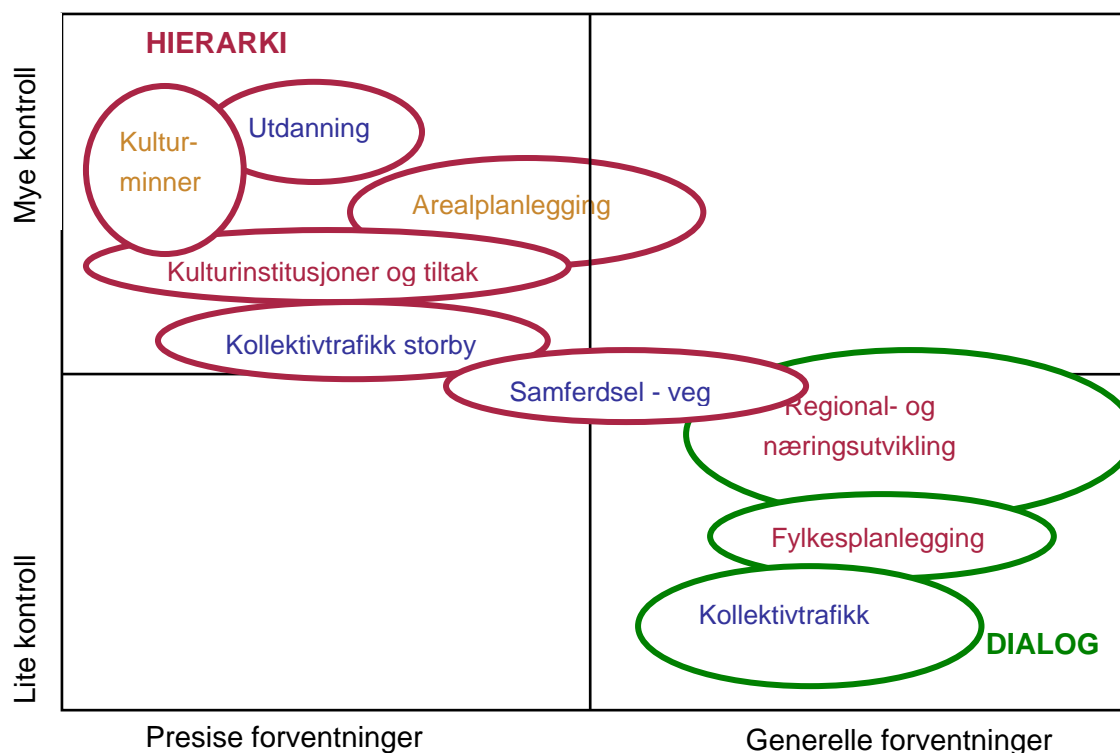 HIERARKI
Mye kontroll
Kultur-
minner
Utdanning
Arealplanlegging
Kulturinstitusjoner og tiltak
Kollektivtrafikk storby
Samferdsel - veg
Regional- og
næringsutvikling
Fylkesplanlegging
Kollektivtrafikk
DIALOG
Lite kontroll
Presise forventninger
Generelle forventninger